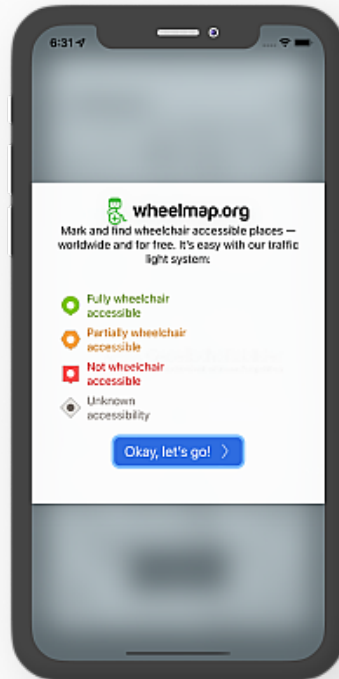 6:31
wheelmap.org
Mark and find wheelchair accessible places —
worldwide and for free. It's easy with our traffic
light system:
Fully wheelchair
accessible
Partially wheelchair
accessible
Not wheelchair
accessible
Unknown
accessibility
Okay, let's go!